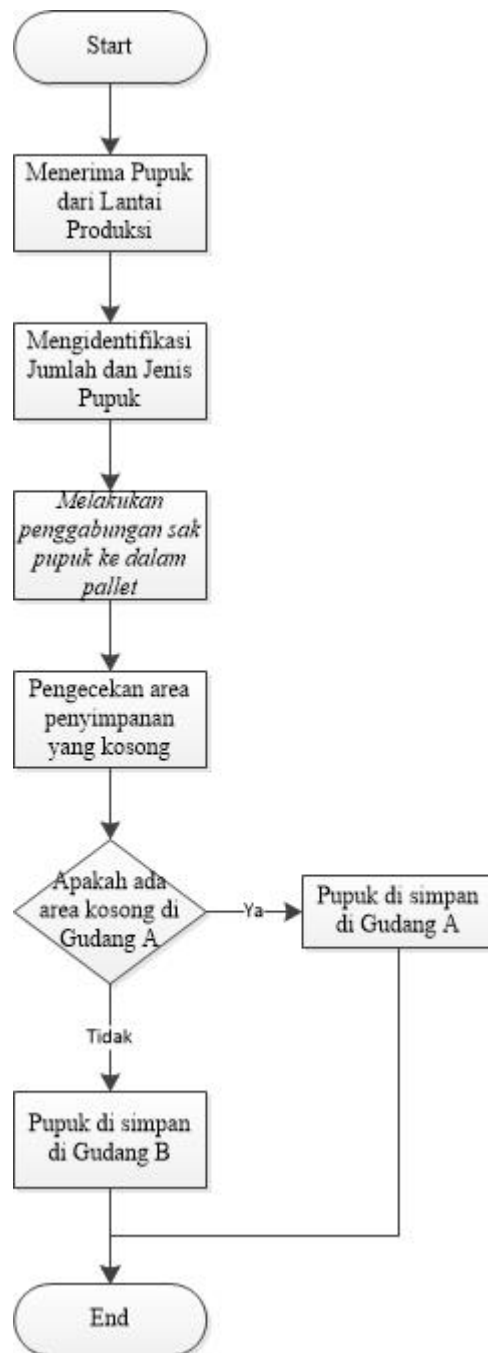 Start
Menerima Pupuk
dari Lantai
Produksi
Mengidentifikasi
Jumlah dan Jenis
Pupuk
Melakukan
penggabungan sak
pupuk ke dalam
pallet
Pengecekan area
penyimpanan
yang kosong
Apakah ada
area kosong di
Gudang A
Ya
Pupuk di simpan
di Gudang A
Tidak
Pupuk di simpan
di Gudang B
End